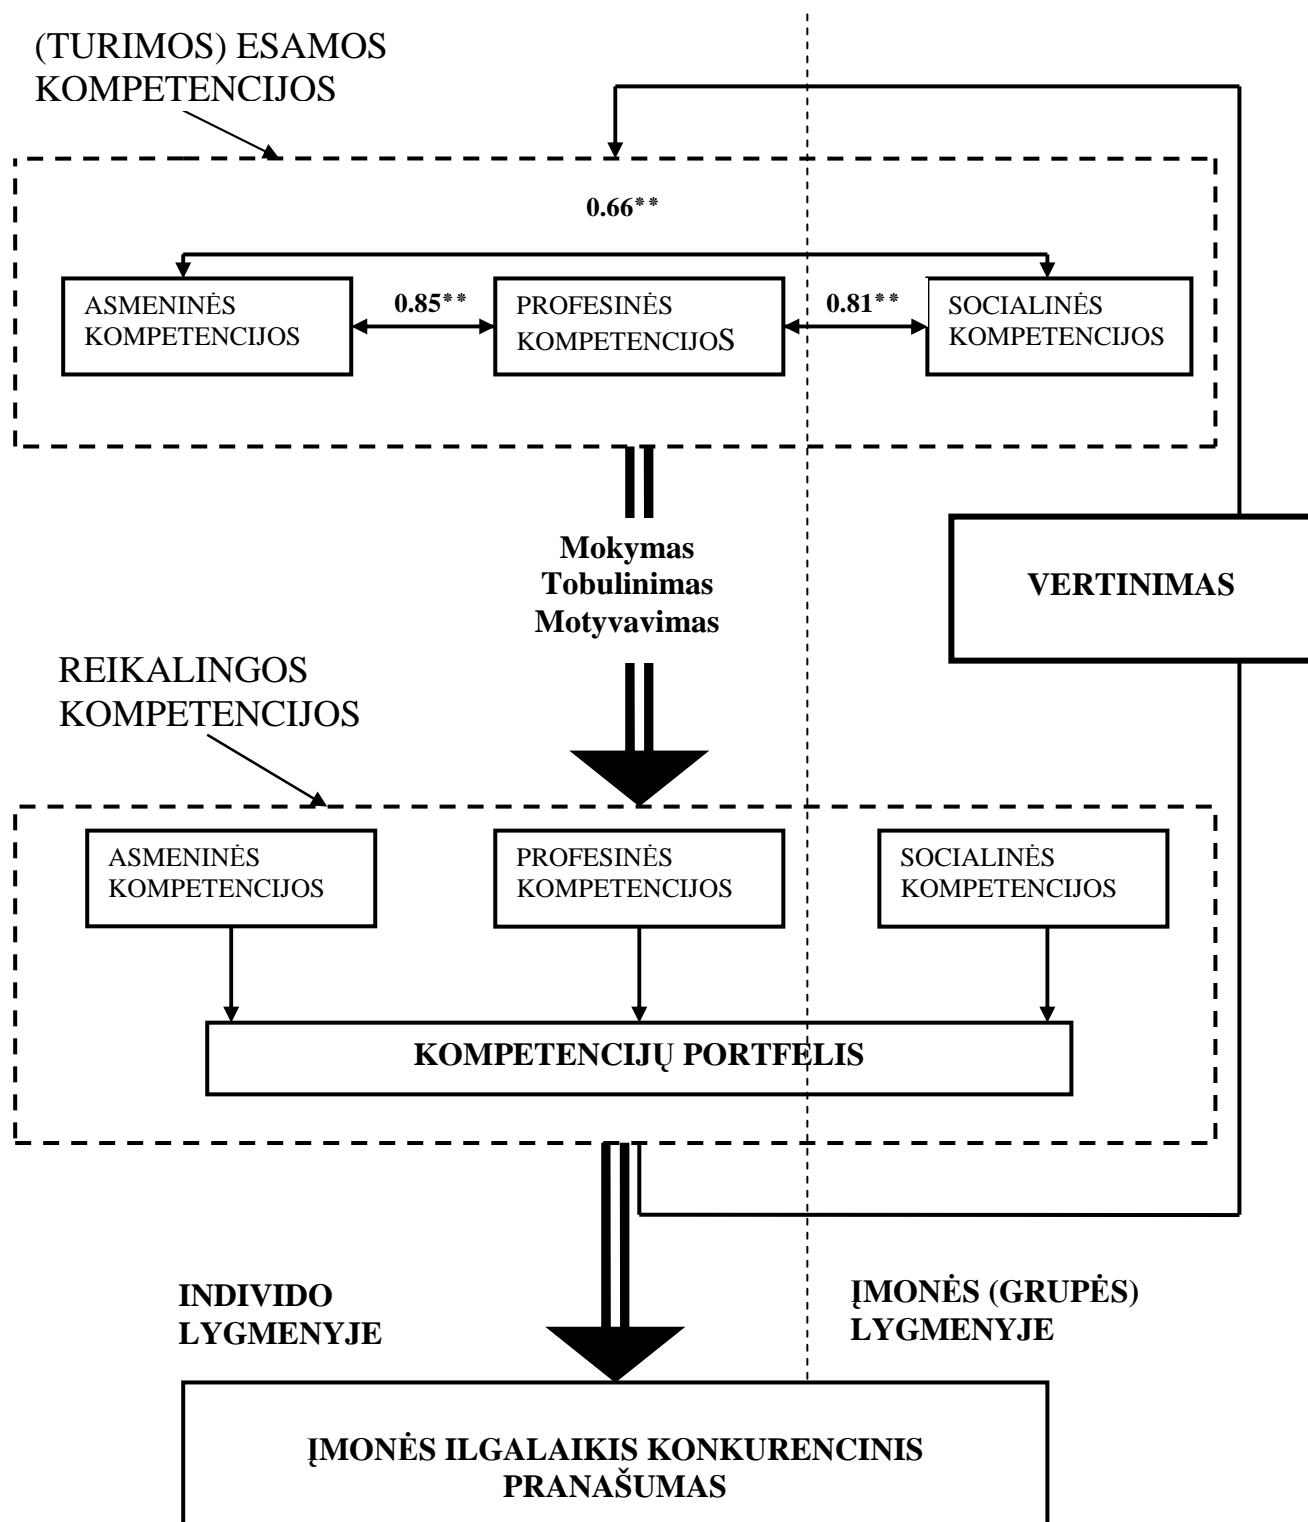 (TURIMOS) ESAMOS
KOMPETENCIJOS
0.66**
ASMENINĖS
KOMPETENCIJOS
0.85**
PROFESINĖS
KOMPETENCIJOS
0.81**
SOCIALINĖS
KOMPETENCIJOS
Mokymas
Tobulinimas
Motyvavimas
VERTINIMAS
REIKALINGOS
KOMPETENCIJOS
ASMENINĖS
KOMPETENCIJOS
PROFESINĖS
KOMPETENCIJOS
SOCIALINĖS
KOMPETENCIJOS
KOMPETENCIJŲ PORTFELIS
INDIVIDO
LYGMENYJE
ĮMONĖS (GRUPĖS)
LYGMENYJE
ĮMONĖS ILGALAIKIS KONKURENCINIS
PRANAŠUMAS